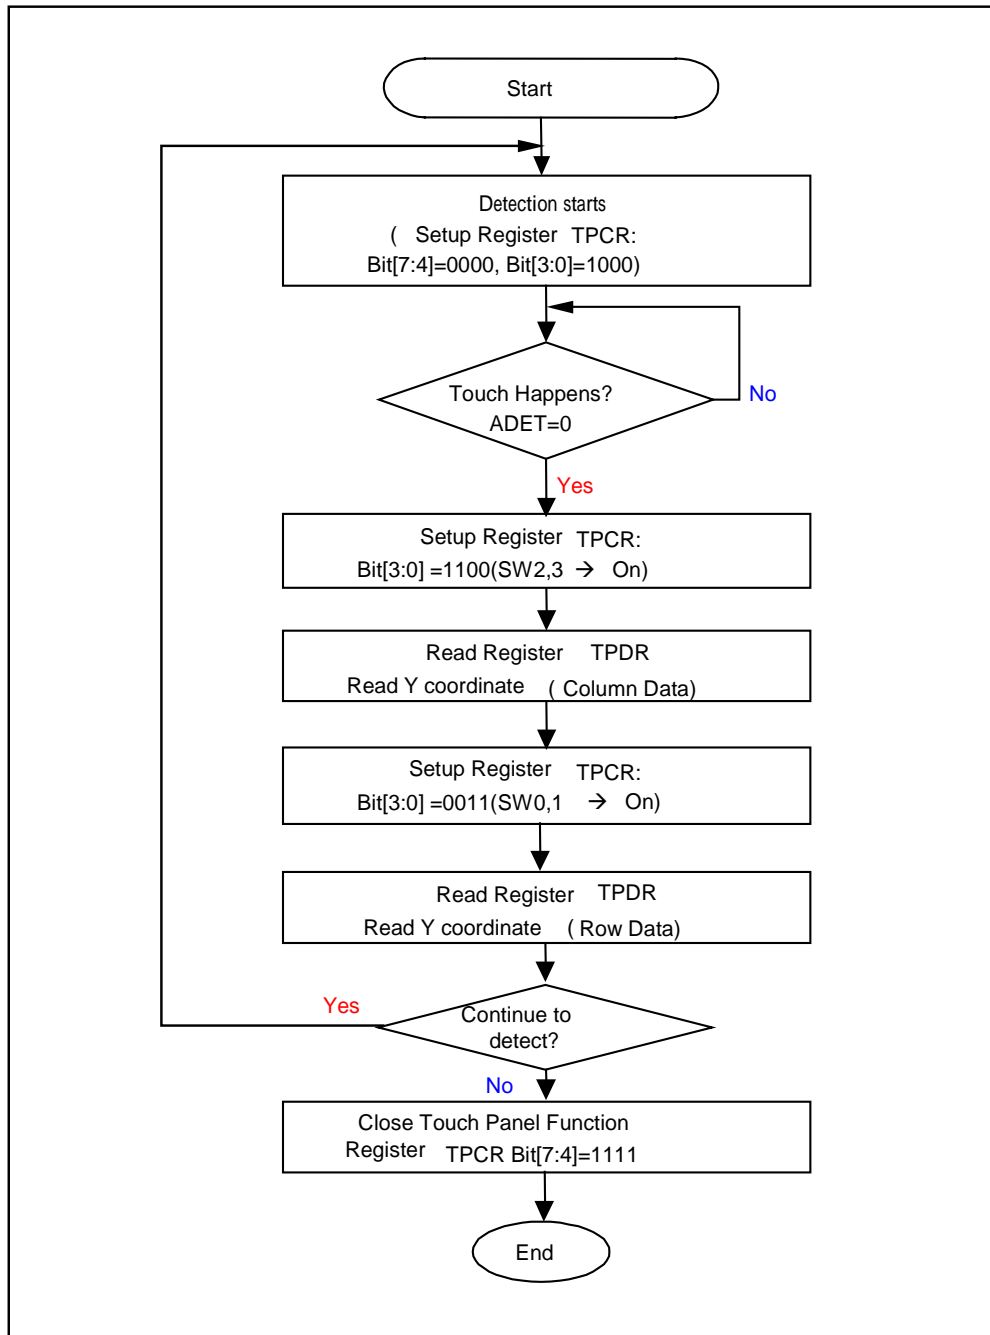 Start
Detection starts
( Setup Register TPCR:
Bit[7:4]=0000, Bit[3:0]=1000)
Touch Happens?
ADET=0
No
Yes
Setup Register TPCR:
Bit[3:0] =1100(SW2,3 → On)
Read Register TPDR
Read Y coordinate ( Column Data)
Setup Register TPCR:
Bit[3:0] =0011(SW0,1 → On)
Read Register TPDR
Read Y coordinate ( Row Data)
Yes
Continue to
detect?
No
Close Touch Panel Function
Register TPCR Bit[7:4]=1111
End